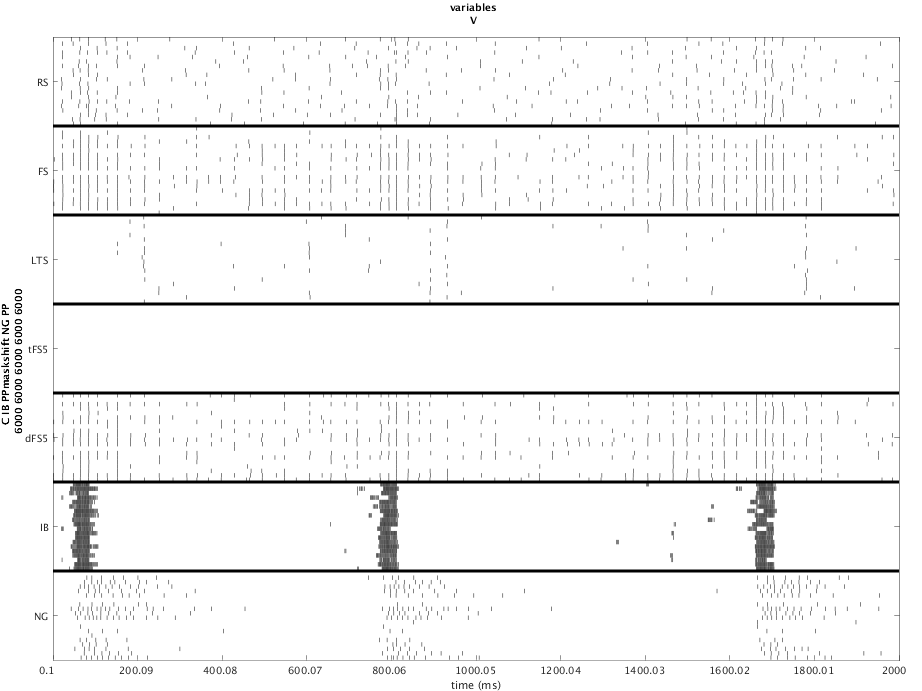 variables
V
C IB PPmaskshift NG PP
6000 6000 6000 6000 6000
RS
FS
LTS
tFS5
dFS5
IB
NG
0.1 200.09 400.08 600.07 800.06 1000.05 1200.04 1400.03 1600.02 1800.01 2000
time (ms)